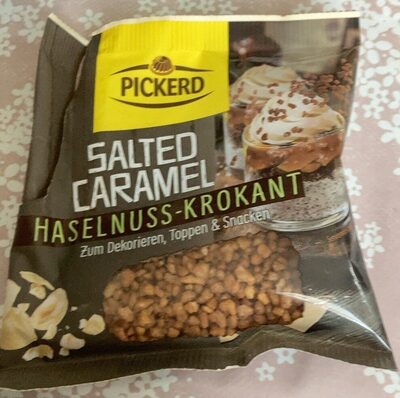 PICKERD
SALTED
CARAMEL
HASELNUSS-KROKANT
Zum Dekorieren, Toppen & Snacken